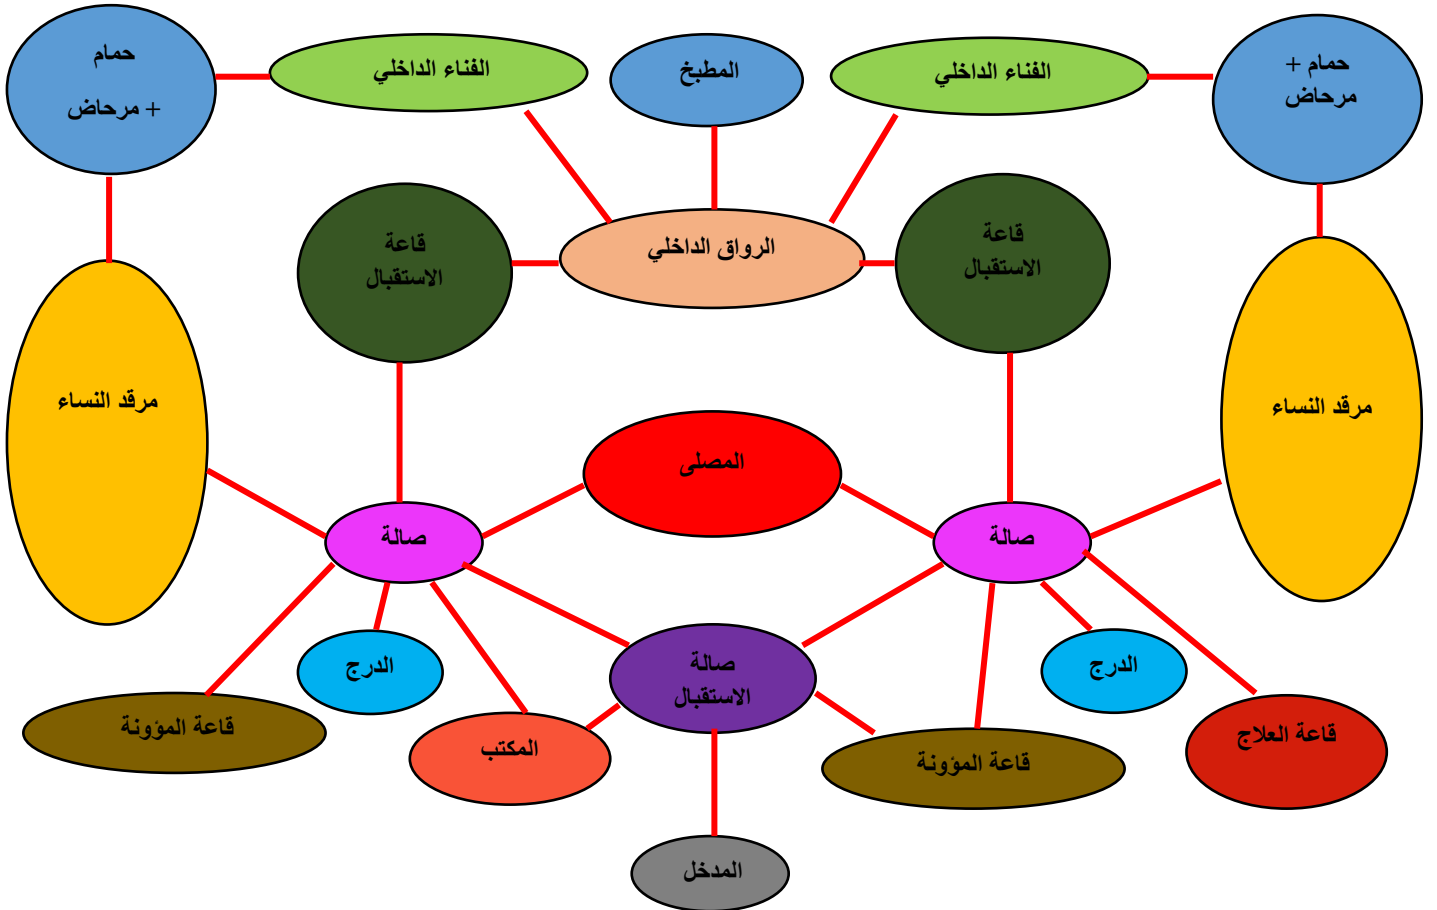 حمام
+ مرحاض
الفناء الداخلي
المطبخ
الفناء الداخلي
حمام +
مرحاض
قاعة
الاستقبال
الرواق الداخلي
قاعة
الاستقبال
مرقد النساء
مرقد النساء
المصلى
صالة
صالة
الدرج
صالة
الاستقبال
الدرج
قاعة المؤونة
المكتب
قاعة المؤونة
قاعة العلاج
المدخل